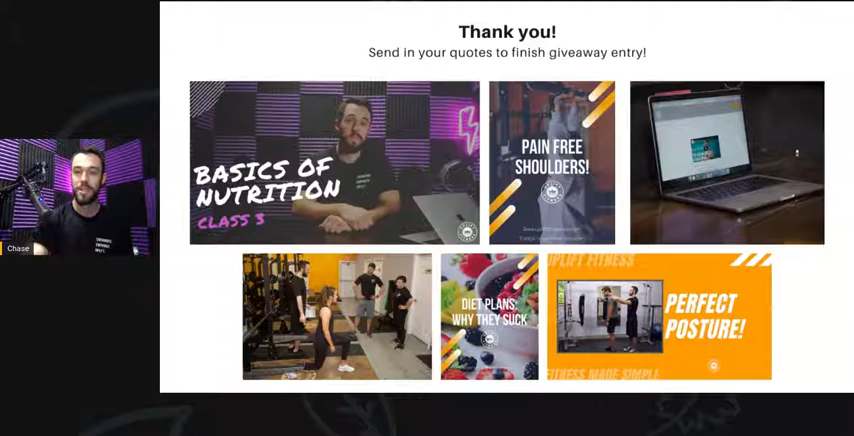 Thank you!
Send in your quotes to finish giveaway entry!
BASICS OF
NUTRITION
CLASS 3
PAIN FREE
SHOULDERS!
Chase
UPLIFT FITNESS
DIET PLANS:
WHY THEY SUCK
PERFECT
POSTURE!
FITNESS MADE SIMPLE